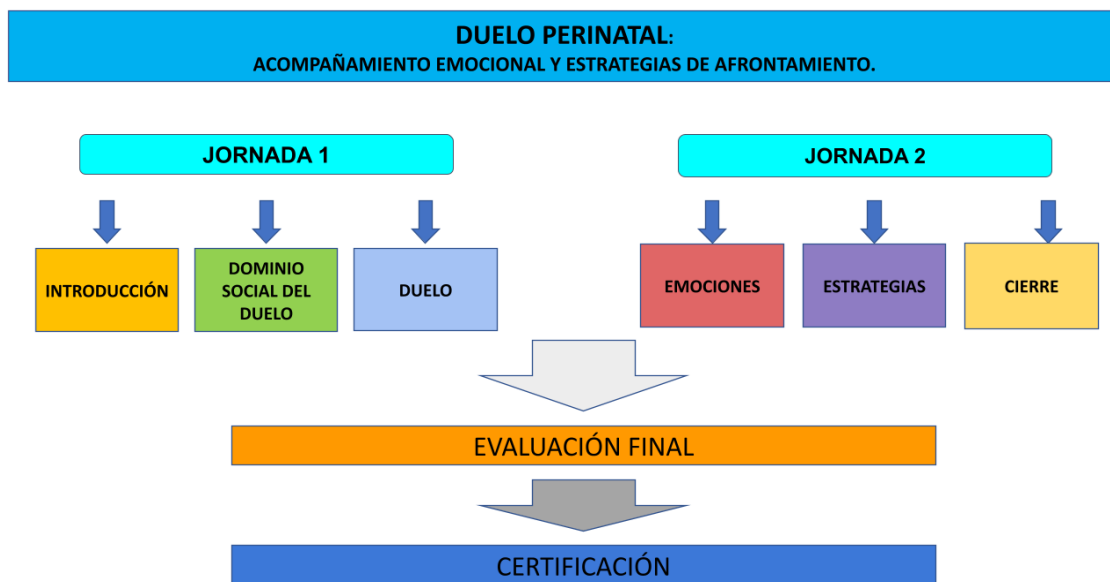 DUELO PERINATAL:
ACOMPAÑAMIENTO EMOCIONAL Y ESTRATEGIAS DE AFRONTAMIENTO.
JORNADA 1
JORNADA 2
INTRODUCCIÓN
DOMINIO
SOCIAL DEL
DUELO
DUELO
EMOCIONES
ESTRATEGIAS
CIERRE
EVALUACIÓN FINAL
CERTIFICACIÓN